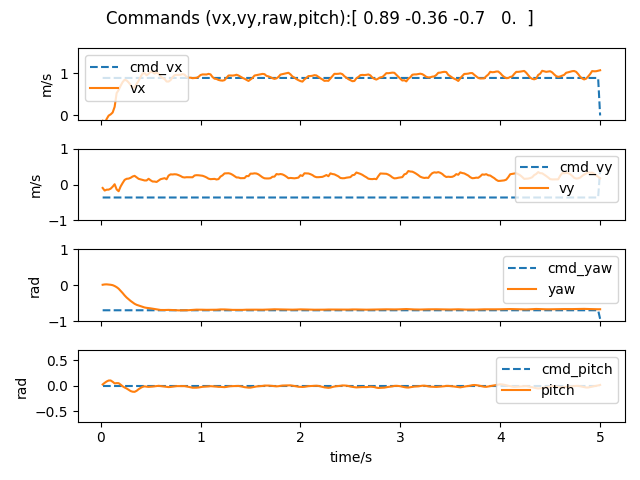 Commands (vx,vy,raw,pitch):[ 0.89 -0.36 -0.7   0.  ]
m/s
1
0
cmd_vx
vx
m/s
1
0
−1
cmd_vy
vy
rad
1
0
−1
cmd_yaw
yaw
rad
0.5
0.0
−0.5
cmd_pitch
pitch
0 1 2 3 4 5
time/s